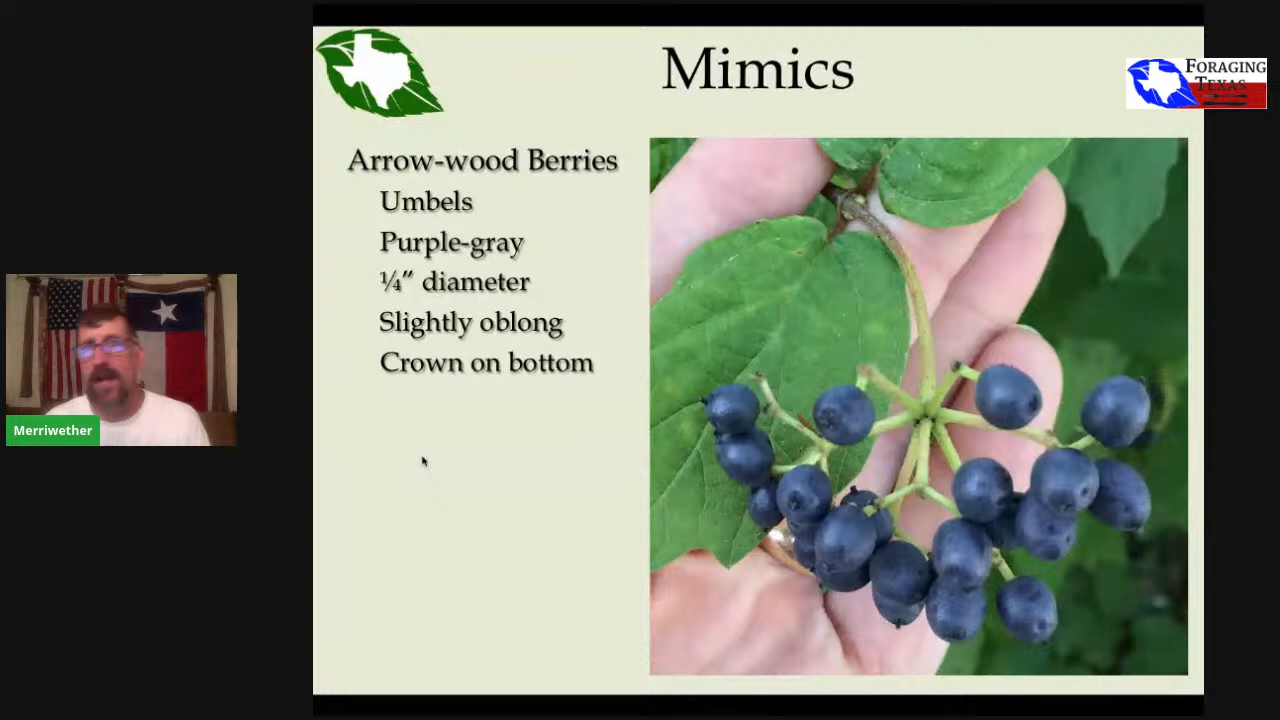 Mimics
FORAGING
TEXAS
Arrow-wood Berries
Umbels
Purple-gray
¼” diameter
Slightly oblong
Crown on bottom
Merriwether